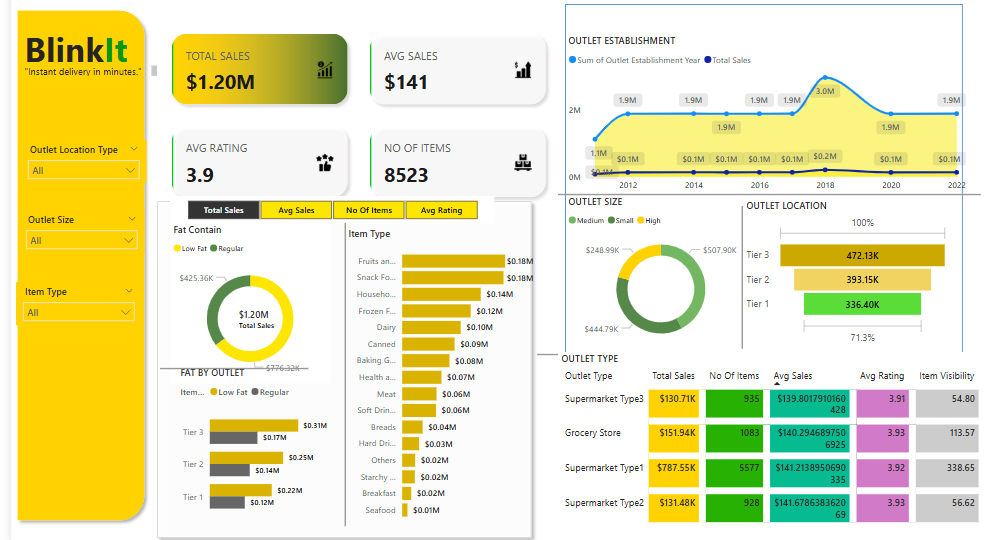 BlinkIt
"Instant delivery in minutes."
Outlet Location Type
All
Outlet Size
All
Item Type
All
TOTAL SALES
$1.20M
AVG SALES
$141
AVG RATING
3.9
NO OF ITEMS
8523
Total Sales Avg Sales No Of Items Avg Rating
Fat Contain
Low Fat Regular
$425.36K
$1.20M
Total Sales
$776.32K
FAT BY OUTLET
Item... Low Fat Regular
Tier 3 $0.31M
$0.17M
Tier 2 $0.25M
$0.14M
Tier 1 $0.22M
$0.12M
Item Type
Fruits an... $0.18M
Snack Fo... $0.18M
Househo... $0.14M
Frozen F... $0.12M
Dairy $0.10M
Canned $0.09M
Baking G... $0.08M
Health a... $0.07M
Meat $0.06M
Soft Drin... $0.06M
Breads $0.04M
Hard Dri... $0.03M
Others $0.02M
Starchy ... $0.02M
Breakfast $0.02M
Seafood $0.01M
OUTLET ESTABLISHMENT
Sum of Outlet Establishment Year Total Sales
2M
0M
1.1M 1.9M 1.9M 1.9M 1.9M 1.9M 3.0M 1.9M 1.9M
$0.1M $0.1M $0.1M $0.1M $0.1M $0.1M $0.2M $0.1M $0.1M
2012 2014 2016 2018 2020 2022
OUTLET SIZE
Medium Small High
$248.99K $507.90K
$444.79K
OUTLET LOCATION
100%
Tier 3 472.13K
Tier 2 393.15K
Tier 1 336.40K
71.3%
OUTLET TYPE
Outlet Type Total Sales No Of Items Avg Sales Avg Rating Item Visibility
Supermarket Type3 $130.71K 935 $139.8017910160 3.91 54.80
428
Grocery Store $151.94K 1083 $140.294689750 3.93 113.57
6925
Supermarket Type1 $787.55K 5577 $141.2138950690 3.92 338.65
335
Supermarket Type2 $131.48K 928 $141.6786383620 3.93 56.62
69